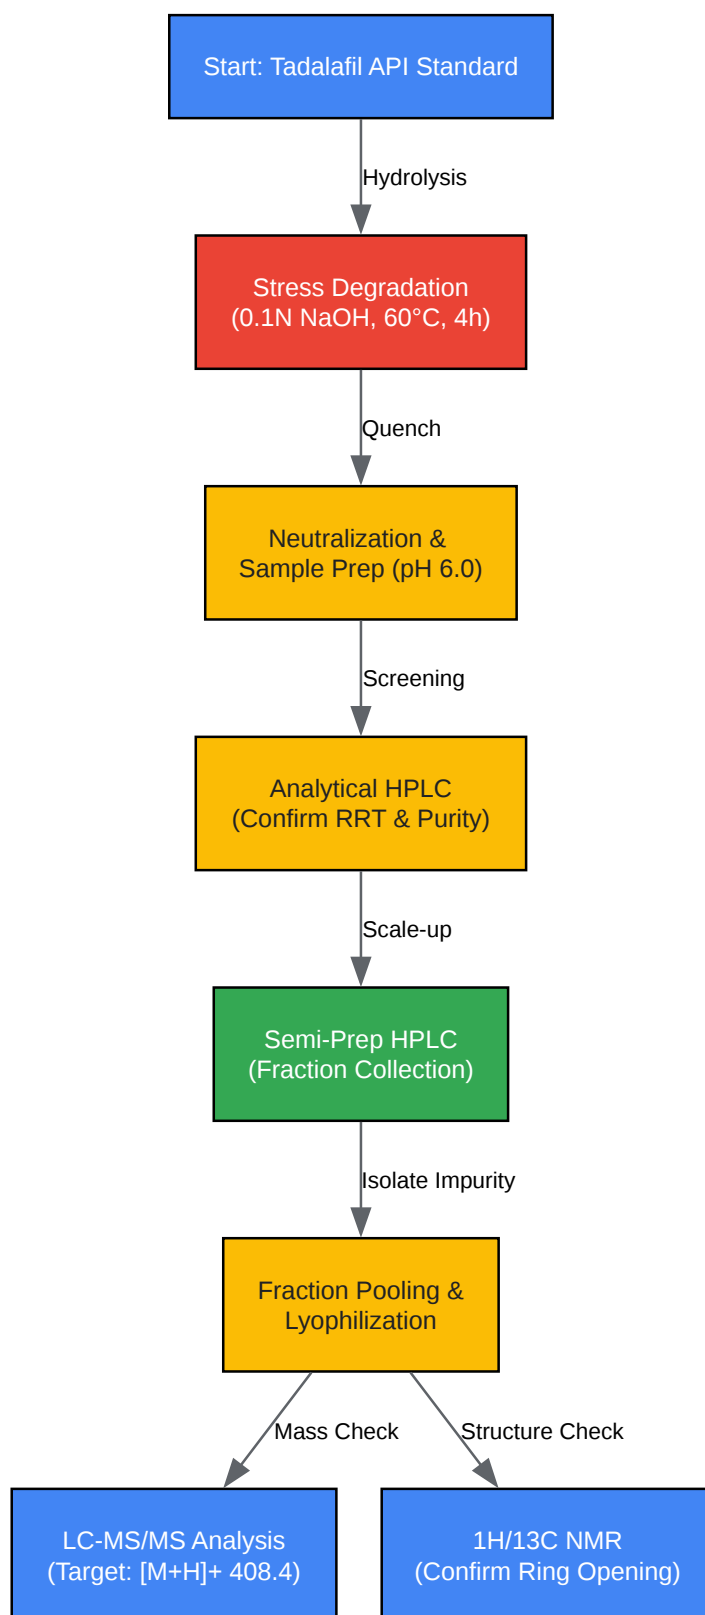 Start: Tadalafil API Standard
Hydrolysis
Stress Degradation
(0.1N NaOH, 60°C, 4h)
Quench
Neutralization &
Sample Prep (pH 6.0)
Screening
Analytical HPLC
(Confirm RRT & Purity)
Scale-up
Semi-Prep HPLC
(Fraction Collection)
Isolate Impurity
Fraction Pooling &
Lyophilization
Mass Check
Structure Check
LC-MS/MS Analysis
(Target: [M+H]+ 408.4)
1H/13C NMR
(Confirm Ring Opening)